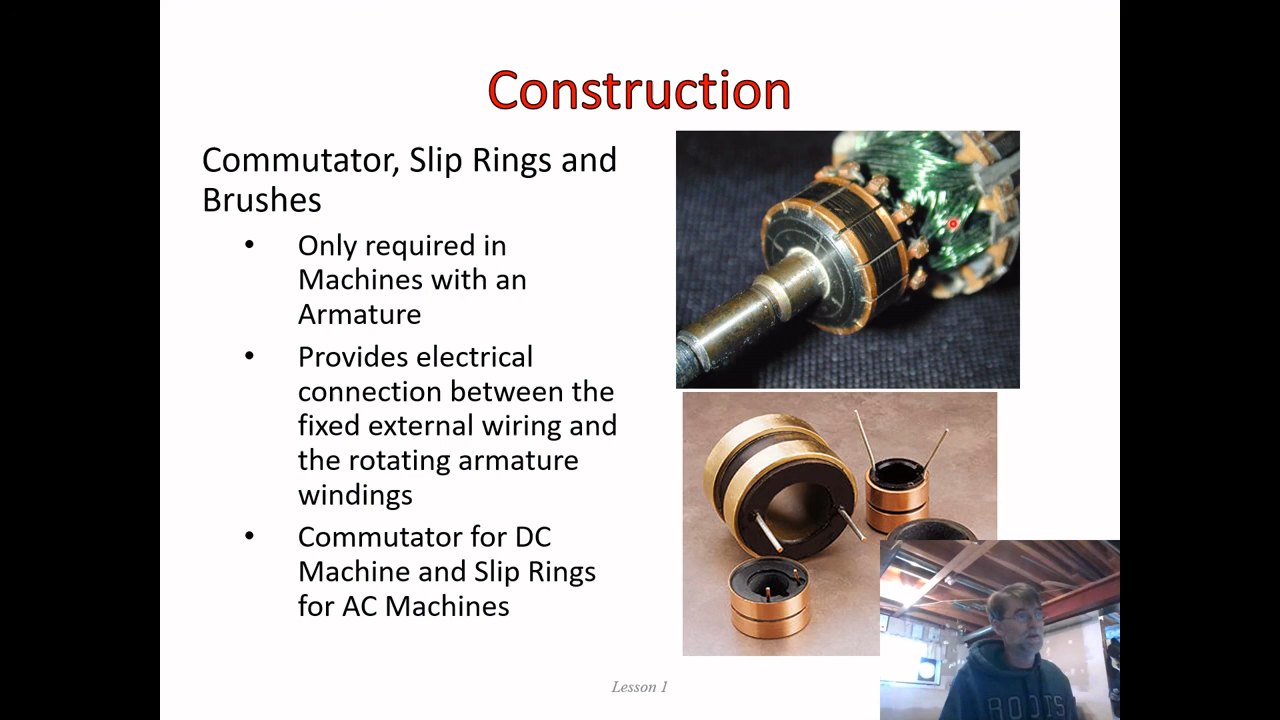 Construction
Commutator, Slip Rings and
Brushes
• Only required in
Machines with an
Armature
• Provides electrical
connection between the
fixed external wiring and
the rotating armature
windings
• Commutator for DC
Machine and Slip Rings
for AC Machines
Lesson 1
ROOTS